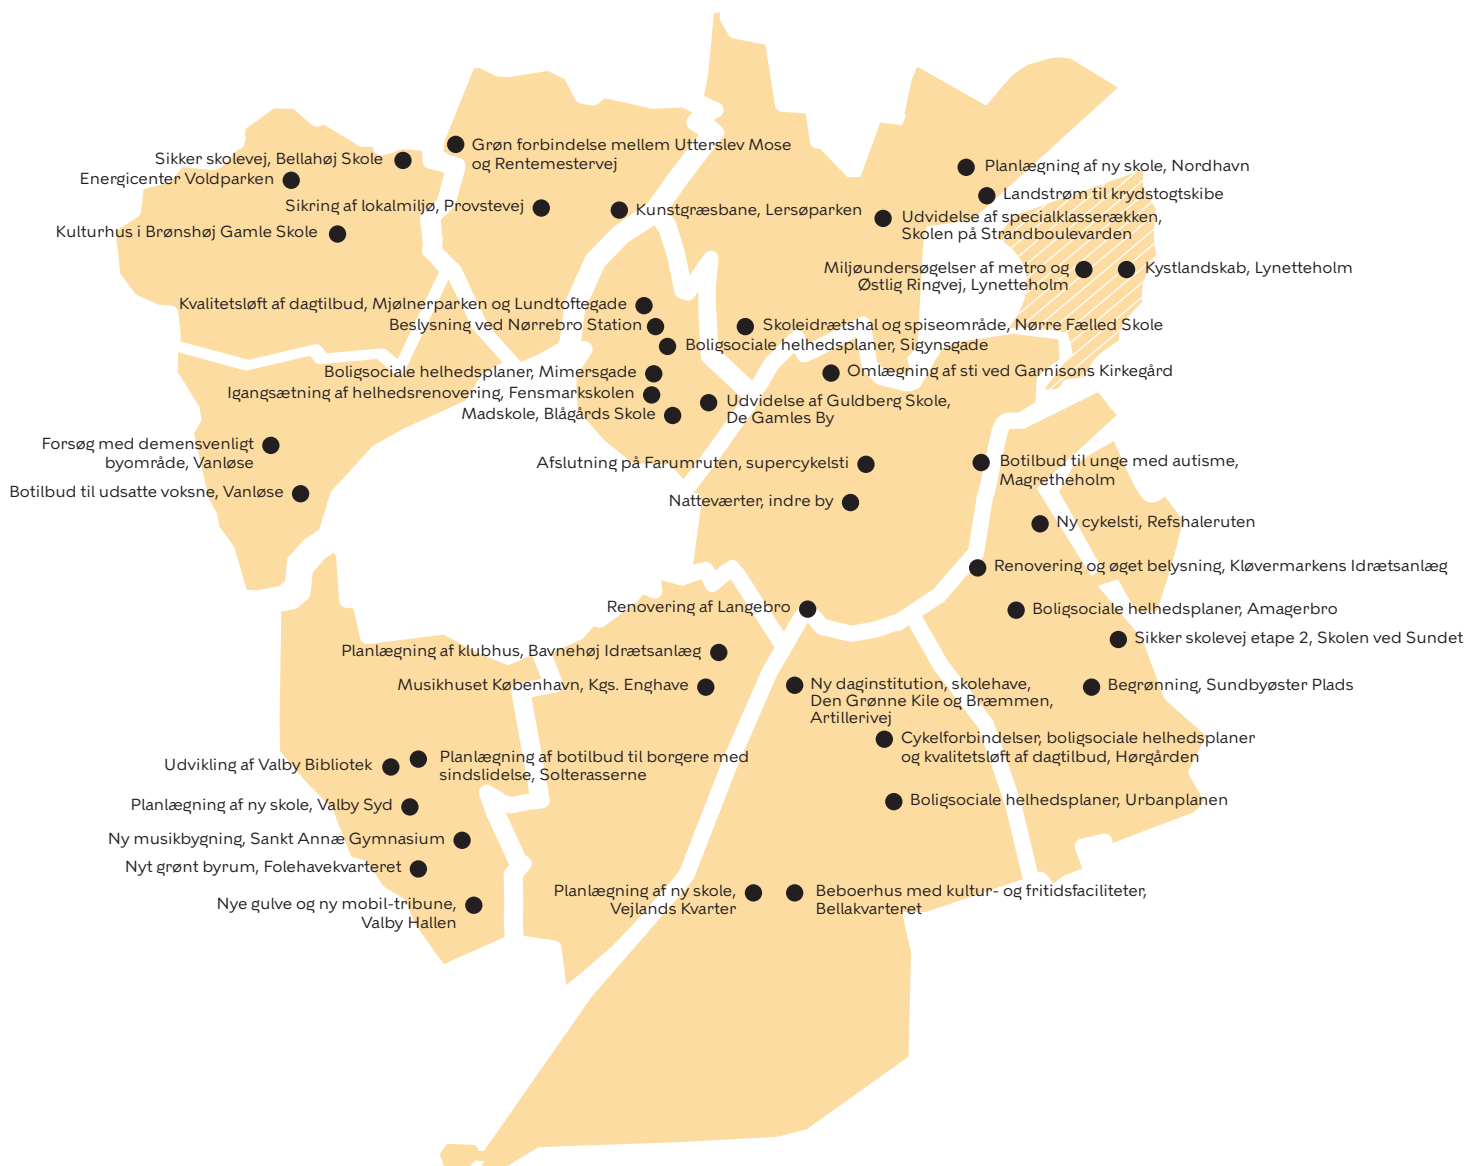 Grøn forbindelse mellem Utterslev Mose
og Rentemestervej
Sikker skolevej, Bellahøj Skole
Energicenter Voldparken
Planlægning af ny skole, Nordhavn
Landstrøm til krydstogtskibe
Sikring af lokalmiljø, Provstevej
Kunstgræsbane, Lersøparken
Udvidelse af specialklasserækken,
Skolen på Strandboulevarden
Kulturhus i Brønshøj Gamle Skole
Miljøundersøgelser af metro og
Østlig Ringvej, Lynetteholm
Kystlandskab, Lynetteholm
Kvalitetsløft af dagtilbud, Mjølnerparken og Lundtoftegade
Beslysning ved Nørrebro Station
Skoleidrætshal og spiseområde, Nørre Fælled Skole
Boligsociale helhedsplaner, Sigynsgade
Boligsociale helhedsplaner, Mimersgade
Omlægning af sti ved Garnisons Kirkegård
Igangsætning af helhedsrenovering, Fensmarkskolen
Udvidelse af Guldberg Skole,
De Gamles By
Madskole, Blågårds Skole
Forsøg med demensvenligt
byområde, Vanløse
Afslutning på Farumruten, supercykelsti
Botilbud til unge med autisme,
Magretheholm
Botilbud til udsatte voksne, Vanløse
Natteværter, indre by
Ny cykelsti, Refshaleruten
Renovering og øget belysning, Kløvermarkens Idrætsanlæg
Renovering af Langebro
Boligsociale helhedsplaner, Amagerbro
Sikker skolevej etape 2, Skolen ved Sundet
Planlægning af klubhus, Bavnehøj Idrætsanlæg
Musikhuset København, Kgs. Enghave
Ny daginstitution, skolehave,
Den Grønne Kile og Bræmmen,
Artillerivej
Begrønning, Sundbyøster Plads
Cykelforbindelser, boligsociale helhedsplaner
og kvalitetsløft af dagtilbud, Hørgården
Udvikling af Valby Bibliotek
Planlægning af botilbud til borgere med
sindslidelse, Solterasserne
Planlægning af ny skole, Valby Syd
Boligsociale helhedsplaner, Urbanplanen
Ny musikbygning, Sankt Annæ Gymnasium
Nyt grønt byrum, Folehavekvarteret
Nye gulve og ny mobil-tribune,
Valby Hallen
Planlægning af ny skole,
Vejlands Kvarter
Beboerhus med kultur- og fritidsfaciliteter,
Bellakvarteret